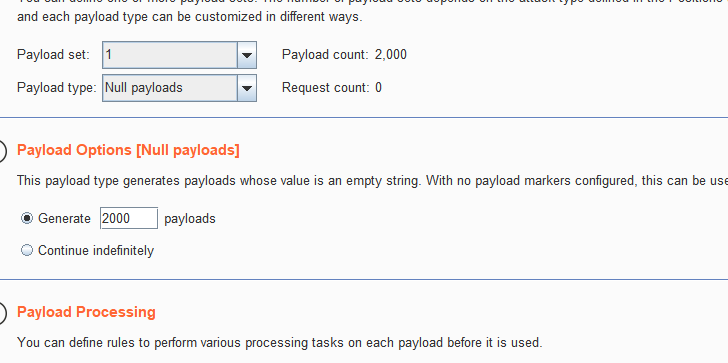 and each payload type can be customized in different ways.
Payload set: 1 Payload count: 2,000
Payload type: Null payloads Request count: 0
Payload Options [Null payloads]
This payload type generates payloads whose value is an empty string. With no payload markers configured, this can be use
Generate 2000 payloads
Continue indefinitely
Payload Processing
You can define rules to perform various processing tasks on each payload before it is used.